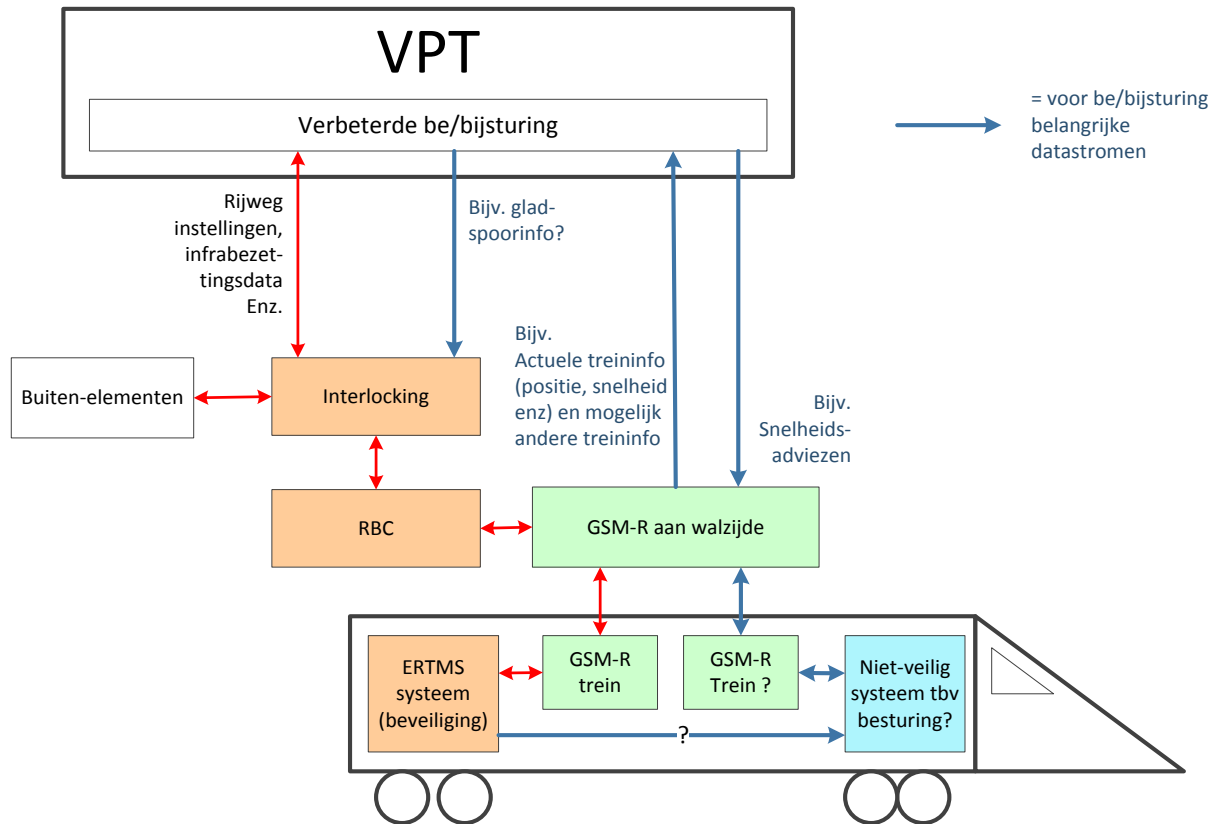 VPT
Verbeterde be/bijsturing
= voor be/bijsturing
belangrijke
datastromen
Rijweg
instellingen,
infrabezet-
tingsdata
Enz.
Bijv. glad-
spoorinfo?
Bijv.
Actuele treininfo
(positie, snelheid
enz) en mogelijk
andere treininfo
Bijv.
Snelheids-
adviezen
Buiten-elementen
Interlocking
RBC
GSM-R aan walzijde
ERTMS
systeem
(beveiliging)
GSM-R
trein
GSM-R
Trein ?
Niet-veilig
systeem tbv
besturing?
?